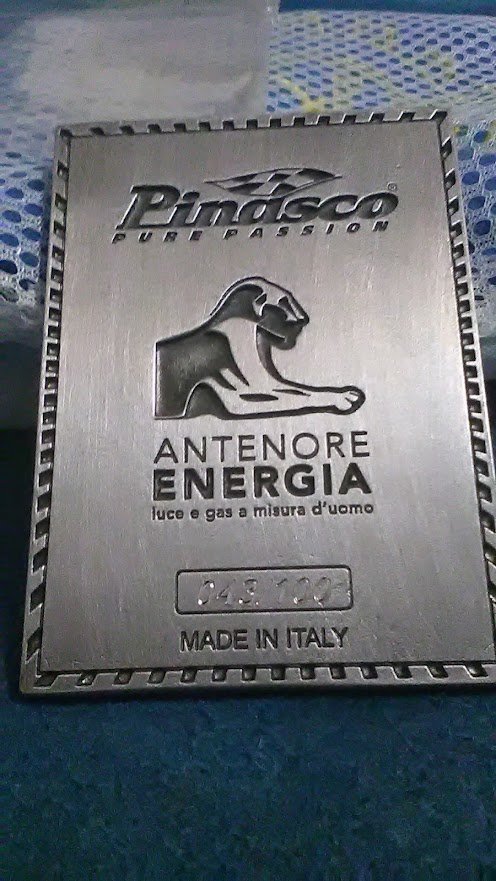 Pinasco®
PURE PASSION
ANTENORE
ENERGIA
luce e gas a misura d'uomo
043/100
MADE IN ITALY